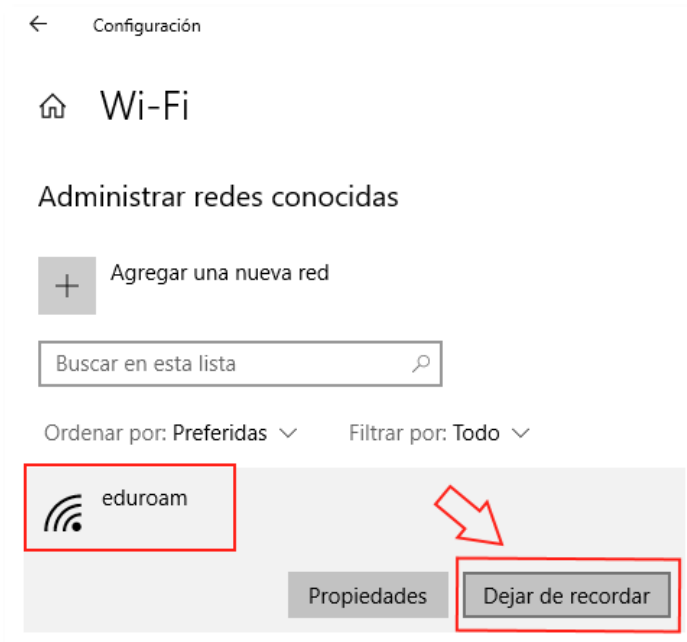 Configuración
Wi-Fi
Administrar redes conocidas
Agregar una nueva red
Buscar en esta lista
Ordenar por: Preferidas Filtrar por: Todo
eduroam
Propiedades Dejar de recordar